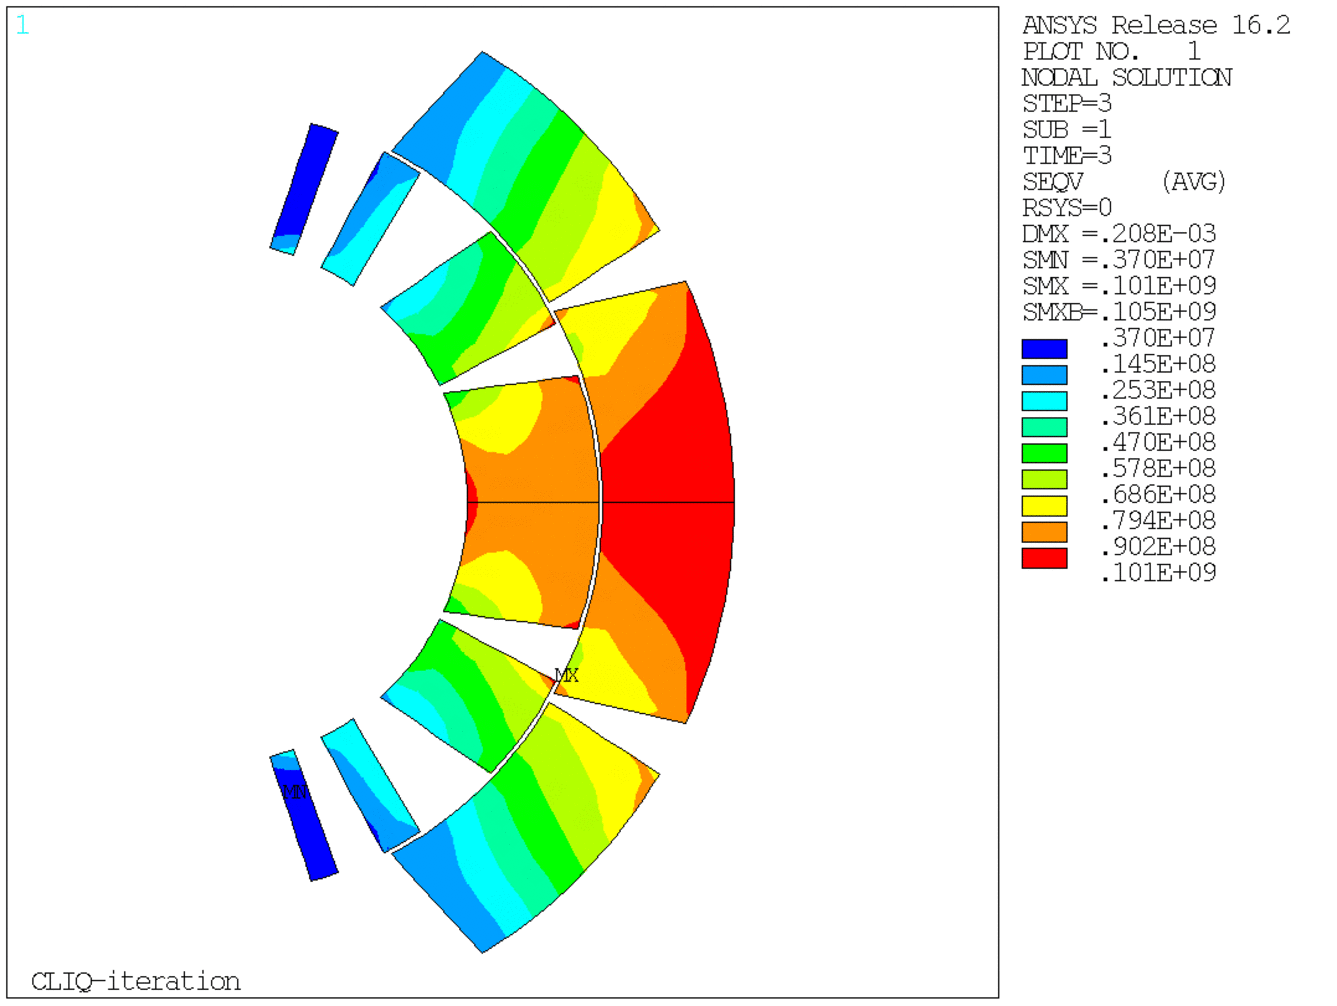 1
ANSYS Release 16.2
PLOT NO.   1
NODAL SOLUTION
STEP=3
SUB =1
TIME=3
SEQV     (AVG)
RSYS=0
DMX =.208E-03
SMN =.370E+07
SMX =.101E+09
SMXB=.105E+09
.370E+07
.145E+08
.253E+08
.361E+08
.470E+08
.578E+08
.686E+08
.794E+08
.902E+08
.101E+09
MX
MN
CLIQ-iteration